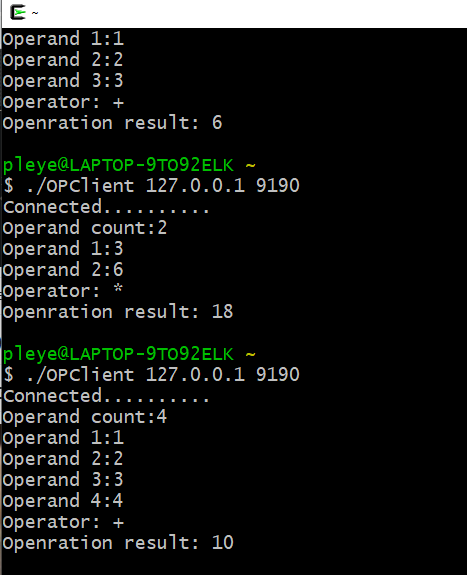 ~
Operand 1:1
Operand 2:2
Operand 3:3
Operator: +
Openration result: 6
pleye@LAPTOP-9TO92ELK ~
$ ./OPClient 127.0.0.1 9190
Connected..........
Operand count:2
Operand 1:3
Operand 2:6
Operator: *
Openration result: 18
pleye@LAPTOP-9TO92ELK ~
$ ./OPClient 127.0.0.1 9190
Connected..........
Operand count:4
Operand 1:1
Operand 2:2
Operand 3:3
Operand 4:4
Operator: +
Openration result: 10